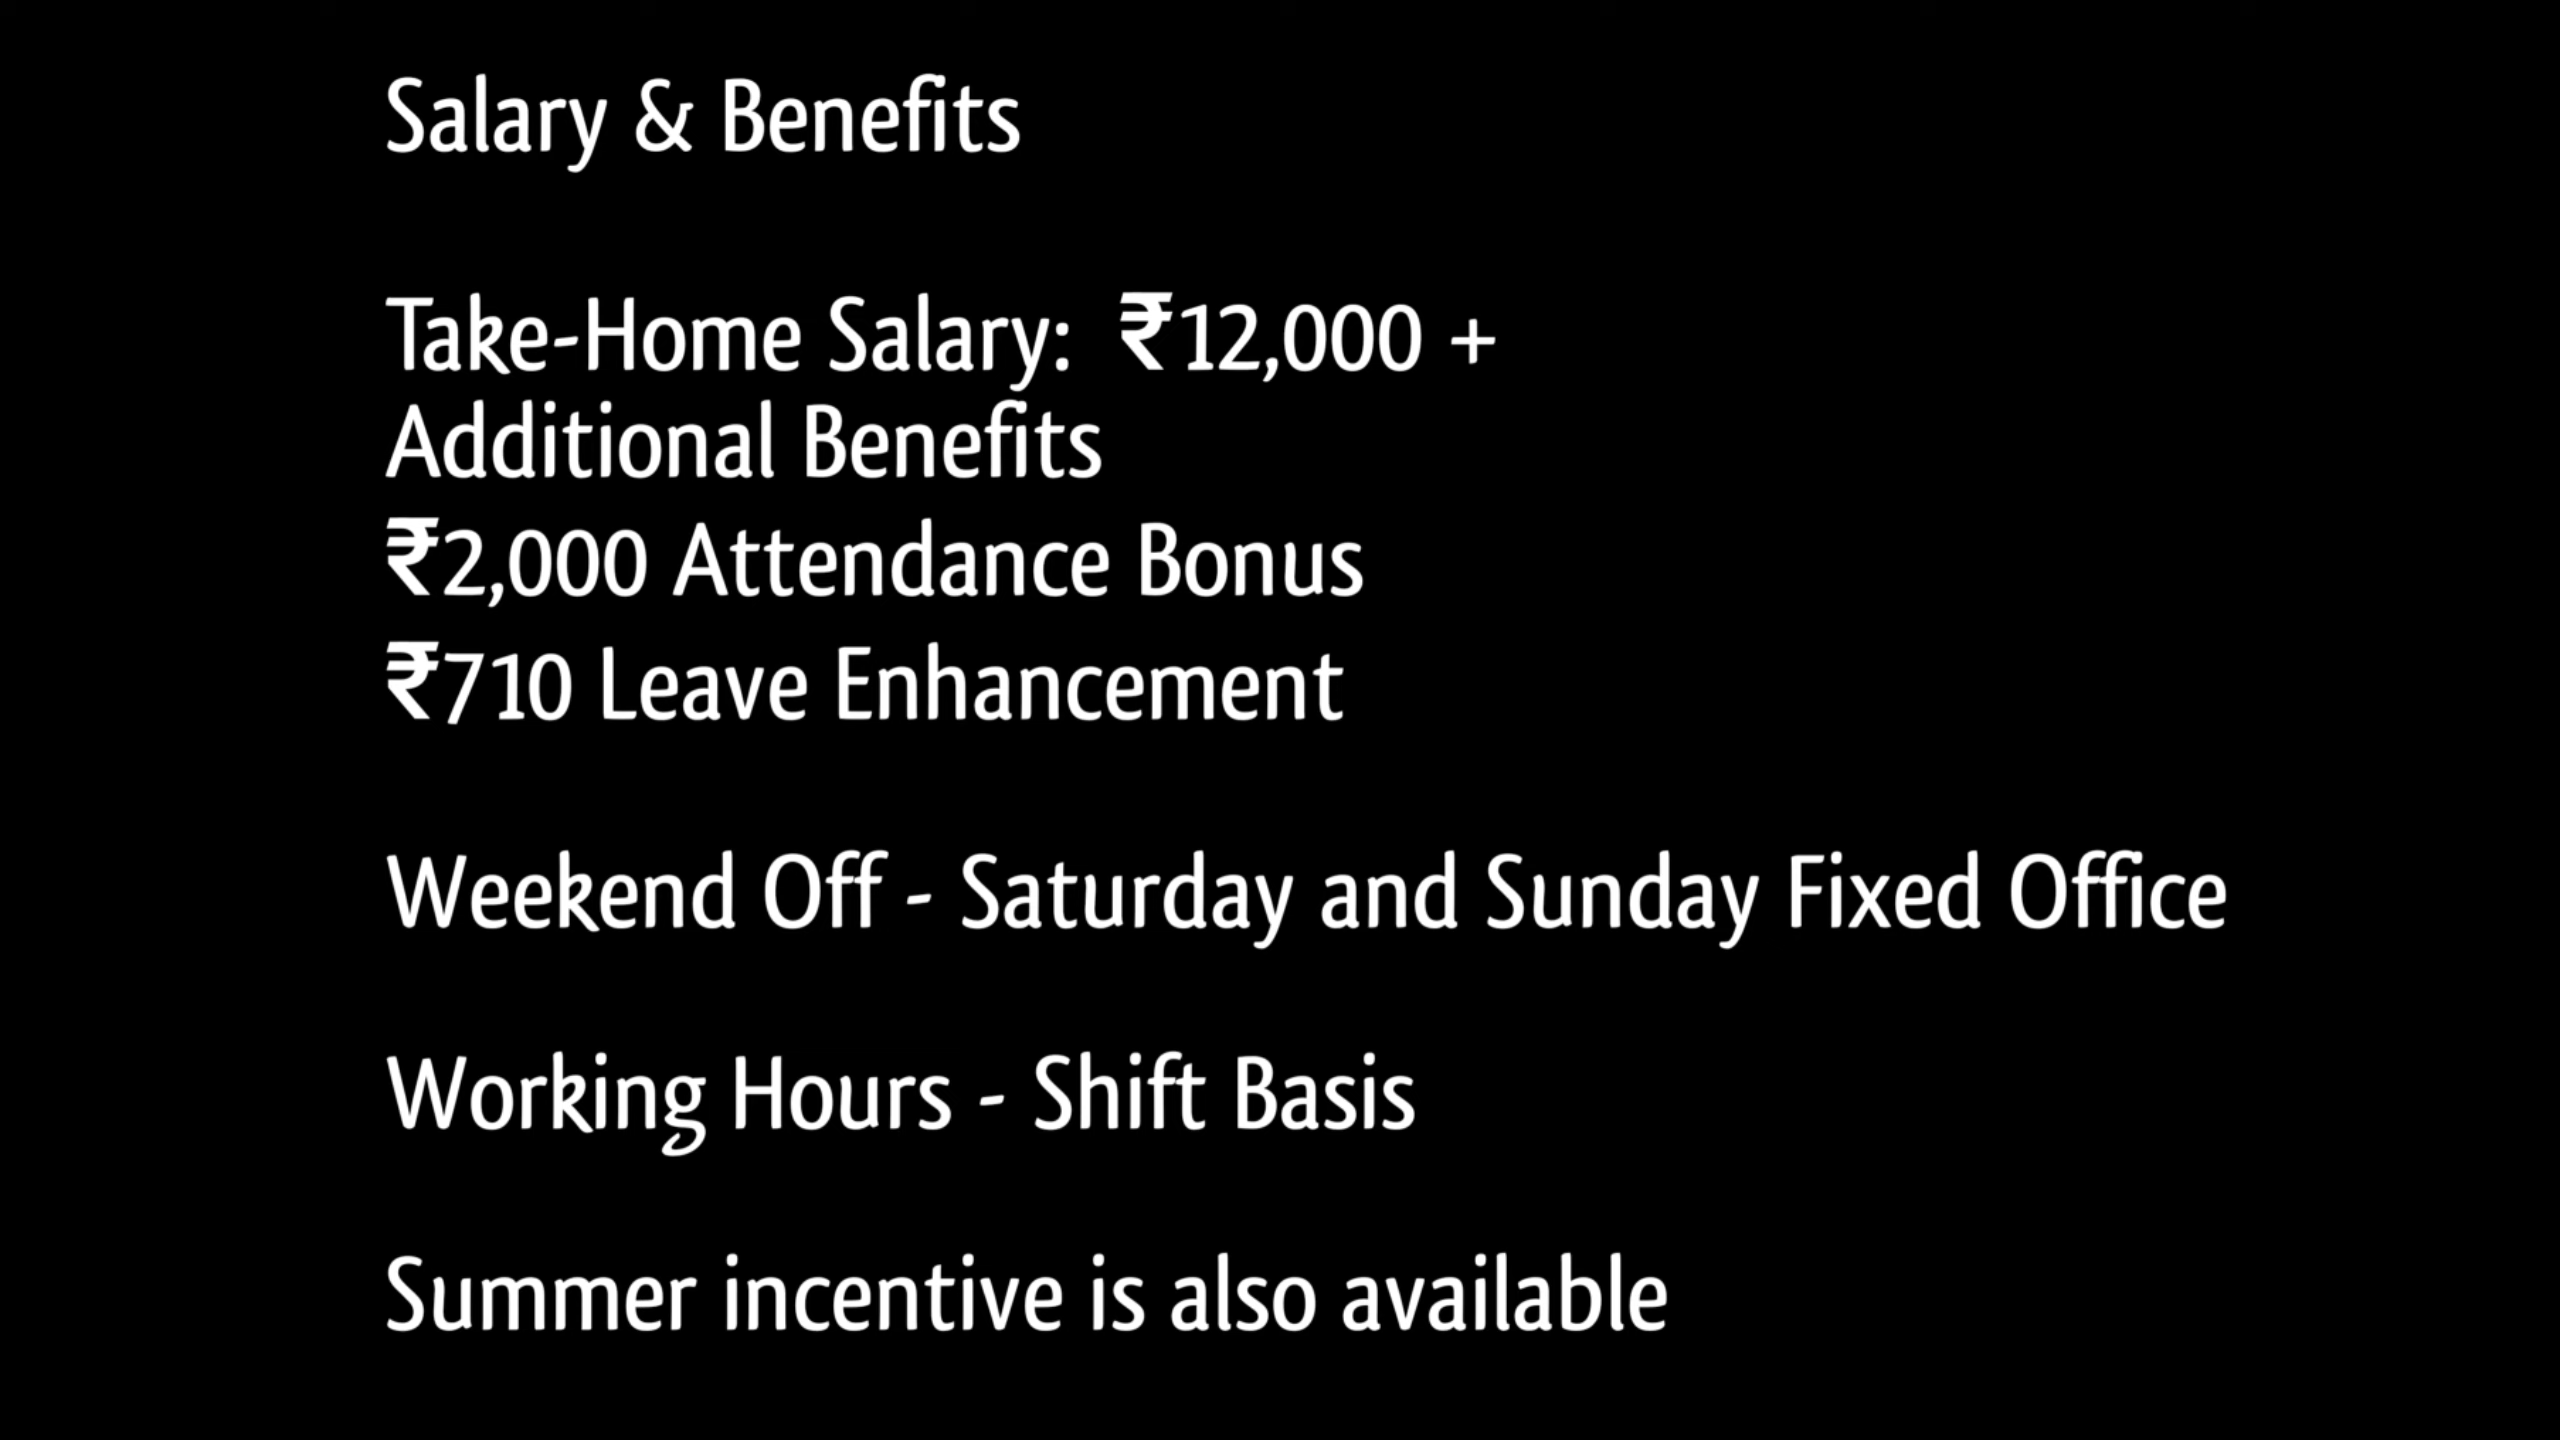 Salary & Benefits
Take-Home Salary: ₹12,000 +
Additional Benefits
₹2,000 Attendance Bonus
₹710 Leave Enhancement
Weekend Off - Saturday and Sunday Fixed Office
Working Hours - Shift Basis
Summer incentive is also available